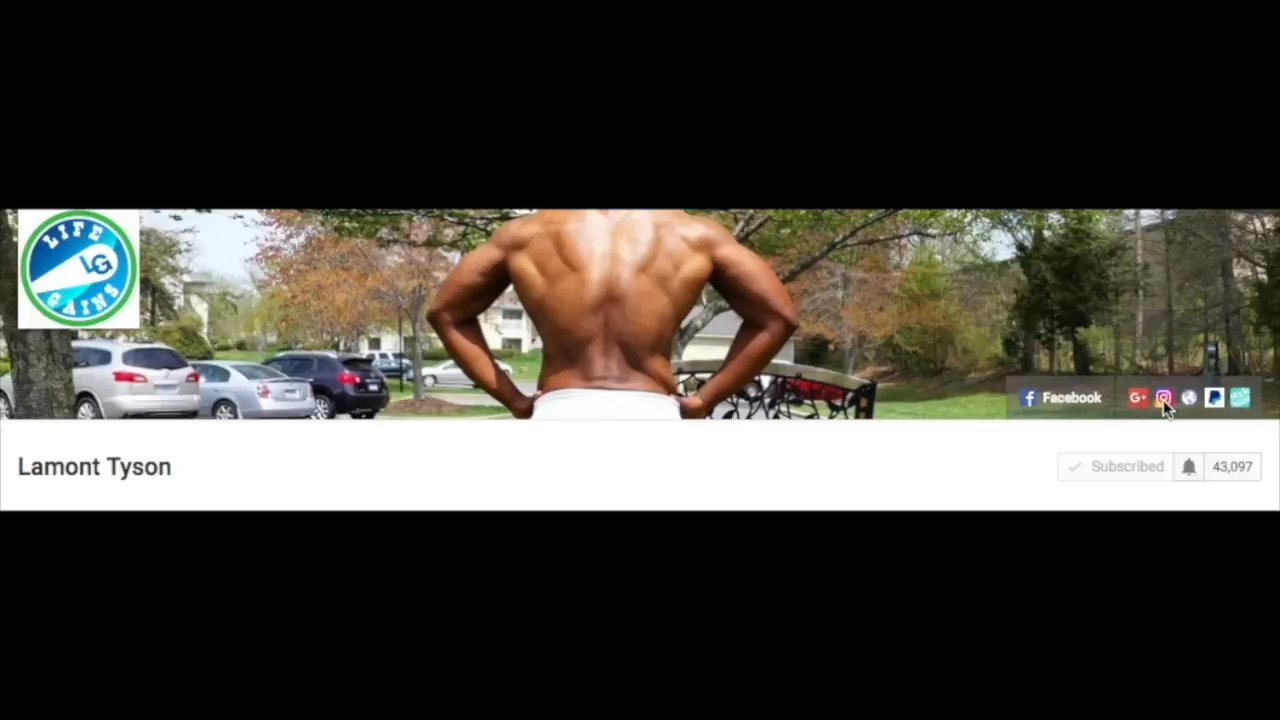 LIFE
LG
GAINS
Facebook
G+
Lamont Tyson
Subscribed
43,097